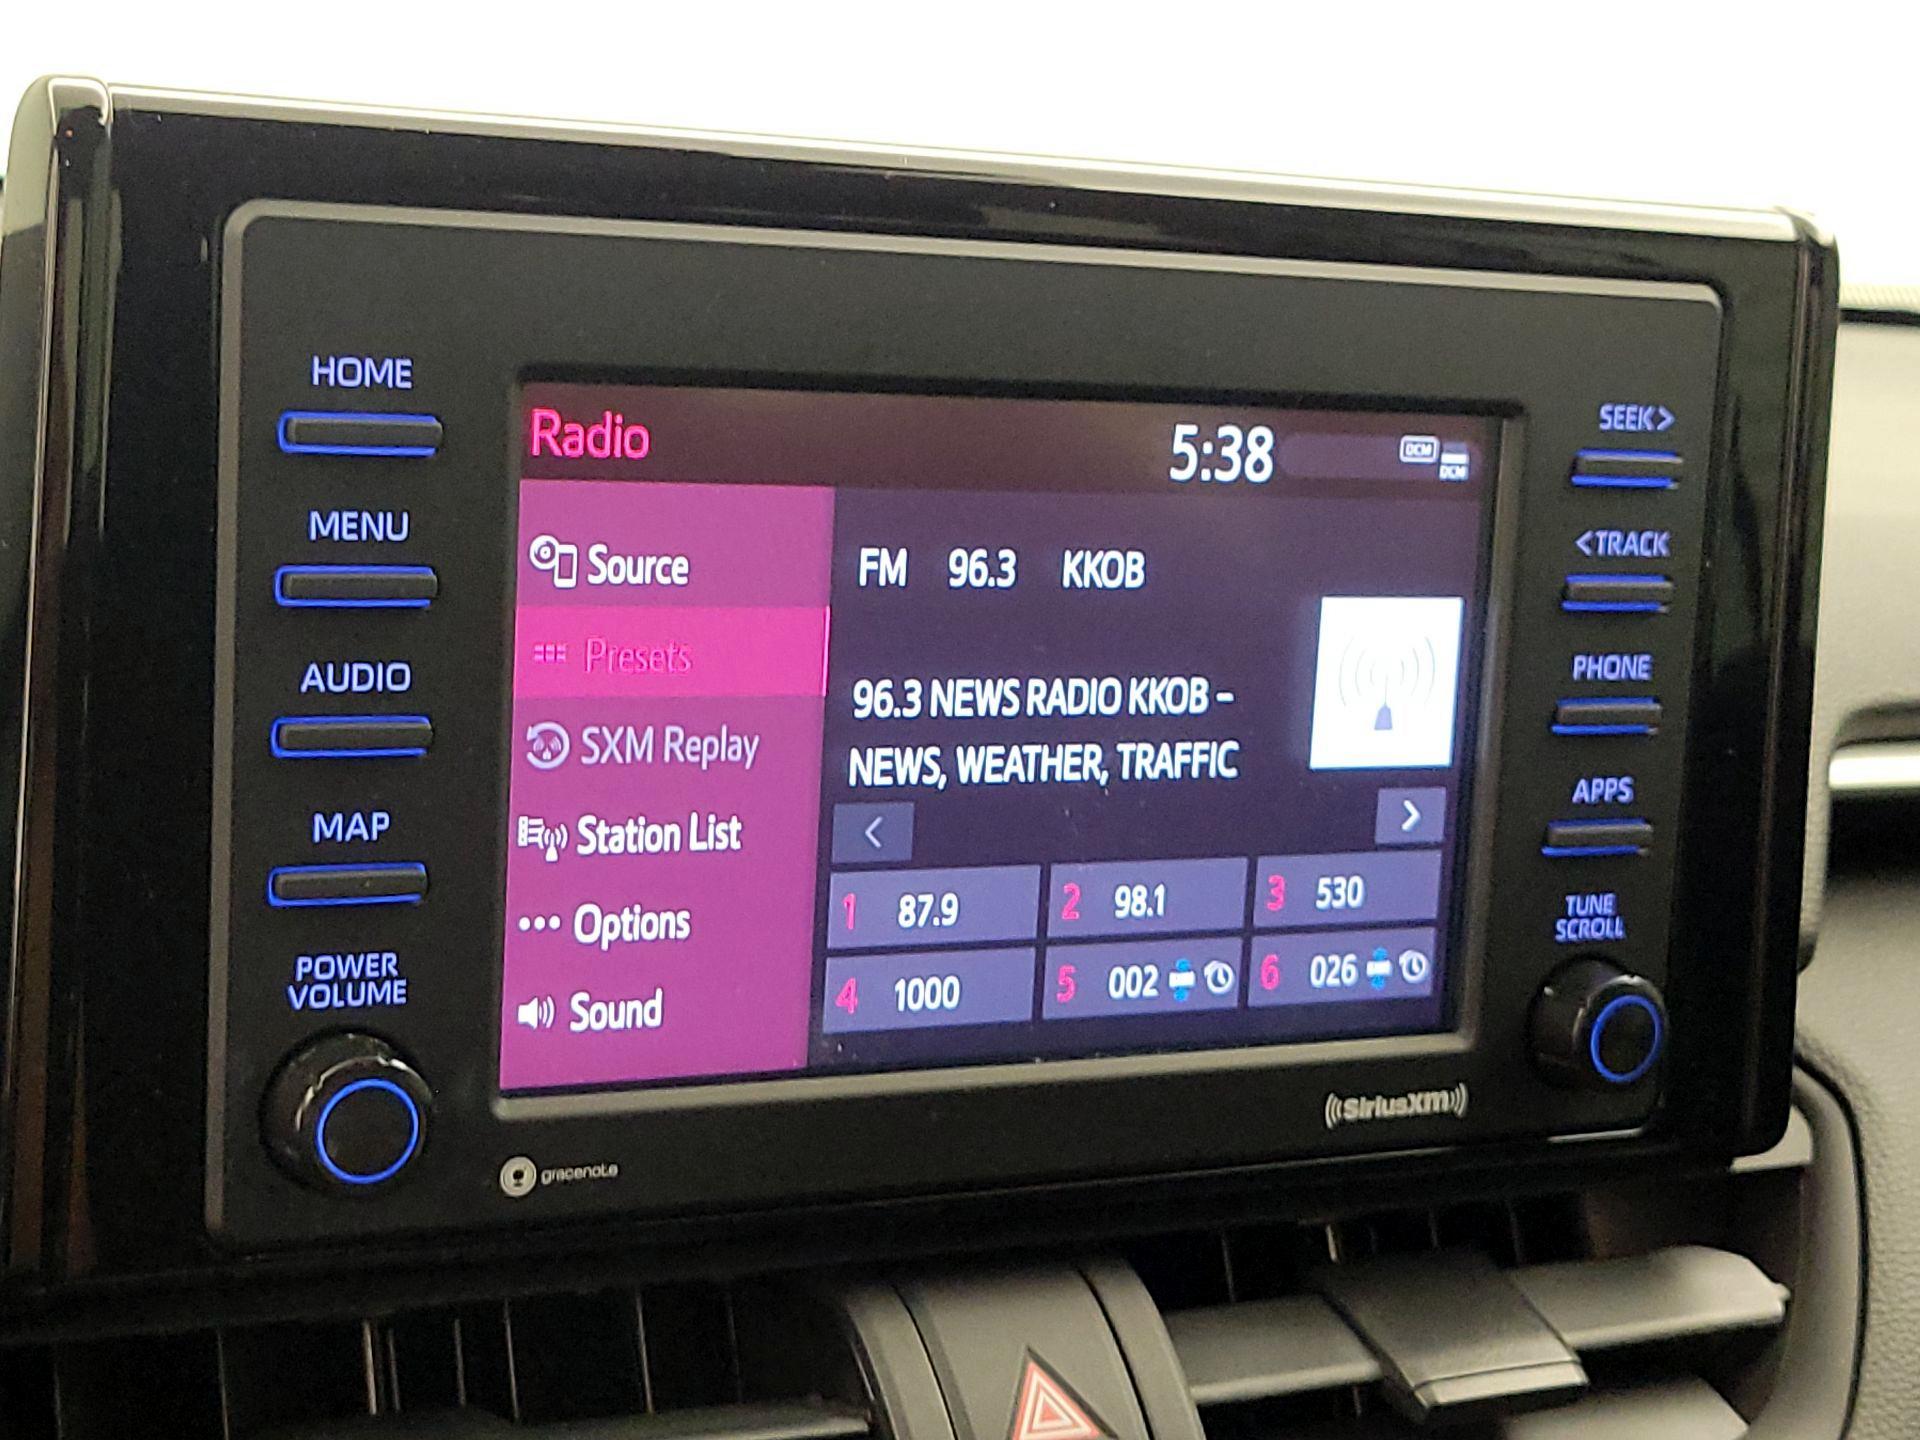 HOME
MENU
AUDIO
MAP
POWER
VOLUME
Radio
5:38
DCM
DCM
Source
Presets
SXM Replay
Station List
Options
Sound
FM 96.3 KKOB
96.3 NEWS RADIO KKOB –
NEWS, WEATHER, TRAFFIC
<
>
1 87.9
2 98.1
3 530
4 1000
5 002
6 026
SEEK>
<TRACK
PHONE
APPS
TUNE
SCROLL
gracenote
((SiriusXM))